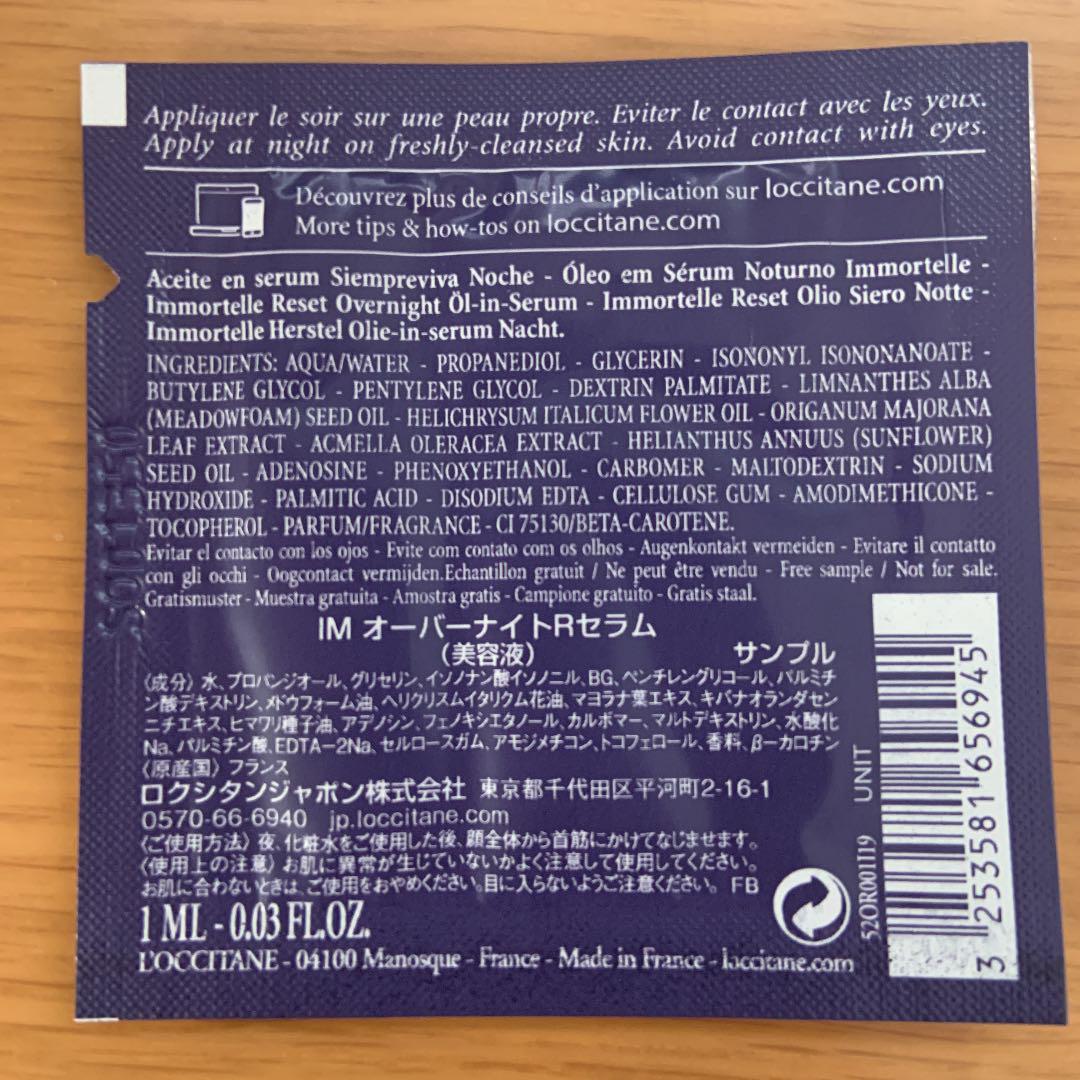 Appliquer le soir sur une peau propre. Eviter le contact avec les yeux.
Apply at night on freshly-cleansed skin. Avoid contact with eyes.
Découvrez plus de conseils d'application sur loccitane.com
More tips & how-tos on loccitane.com
Aceite en serum Siempreviva Noche - Óleo em Sérum Noturno Immortelle -
Immortelle Reset Overnight Öl-in-Serum - Immortelle Reset Olio Siero Notte -
Immortelle Herstel Olie-in-serum Nacht.
INGREDIENTS: AQUA/WATER - PROPANEDIOL - GLYCERIN - ISONONYL ISONONANOATE -
BUTYLENE GLYCOL - PENTYLENE GLYCOL - DEXTRIN PALMITATE - LIMNANTHES ALBA
(MEADOWFOAM) SEED OIL - HELICHRYSUM ITALICUM FLOWER OIL - ORIGANUM MAJORANA
LEAF EXTRACT - ACMELLA OLERACEA EXTRACT - HELIANTHUS ANNUUS (SUNFLOWER)
SEED OIL - ADENOSINE - PHENOXYETHANOL - CARBOMER - MALTODEXTRIN - SODIUM
HYDROXIDE - PALMITIC ACID - DISODIUM EDTA - CELLULOSE GUM - AMODIMETHICONE -
TOCOPHEROL - PARFUM/FRAGRANCE - CI 75130/BETA-CAROTENE.
Evitar el contacto con los ojos - Evite com contato com os olhos - Augenkontakt vermeiden - Evitare il contatto
con gli occhi - Oogcontact vermijden.Echantillon gratuit / Ne peut être vendu - Free sample / Not for sale.
Gratismuster - Muestra gratuita - Amostra gratis - Campione gratuito - Gratis staal.
IM オーバーナイトRセラム
(美容液) サンプル
〈成分〉水、プロパンジオール、グリセリン、イソノナン酸イソノニル、BG、ペンチレングリコール、パルミチ
ン酸デキストリン、メドウフォーム油、ヘリクリスムイタリクム花油、マヨラナ葉エキス、キバナオランダセン
ニチエキス、ヒマワリ種子油、アデノシン、フェノキシエタノール、カルボマー、マルトデキストリン、水酸化
Na、パルミチン酸、EDTA-2Na、セルロースガム、アモジメチコン、トコフェロール、香料、β-カロチン
〈原産国〉フランス
ロクシタンジャポン株式会社 東京都千代田区平河町2-16-1
0570-66-6940 jp.loccitane.com
〈ご使用方法〉夜、化粧水をご使用した後、顔全体から首筋にかけてなじませます。
〈使用上の注意〉お肌に異常が生じていないかよく注意して使用してください。
お肌に合わないときは、ご使用をおやめください。目に入らないようご注意ください。 FB
1 ML - 0.03 FL.OZ.
L'OCCITANE - 04100 Manosque - France - Made in France - loccitane.com
52OR001I19 UNIT
3 253581 656945